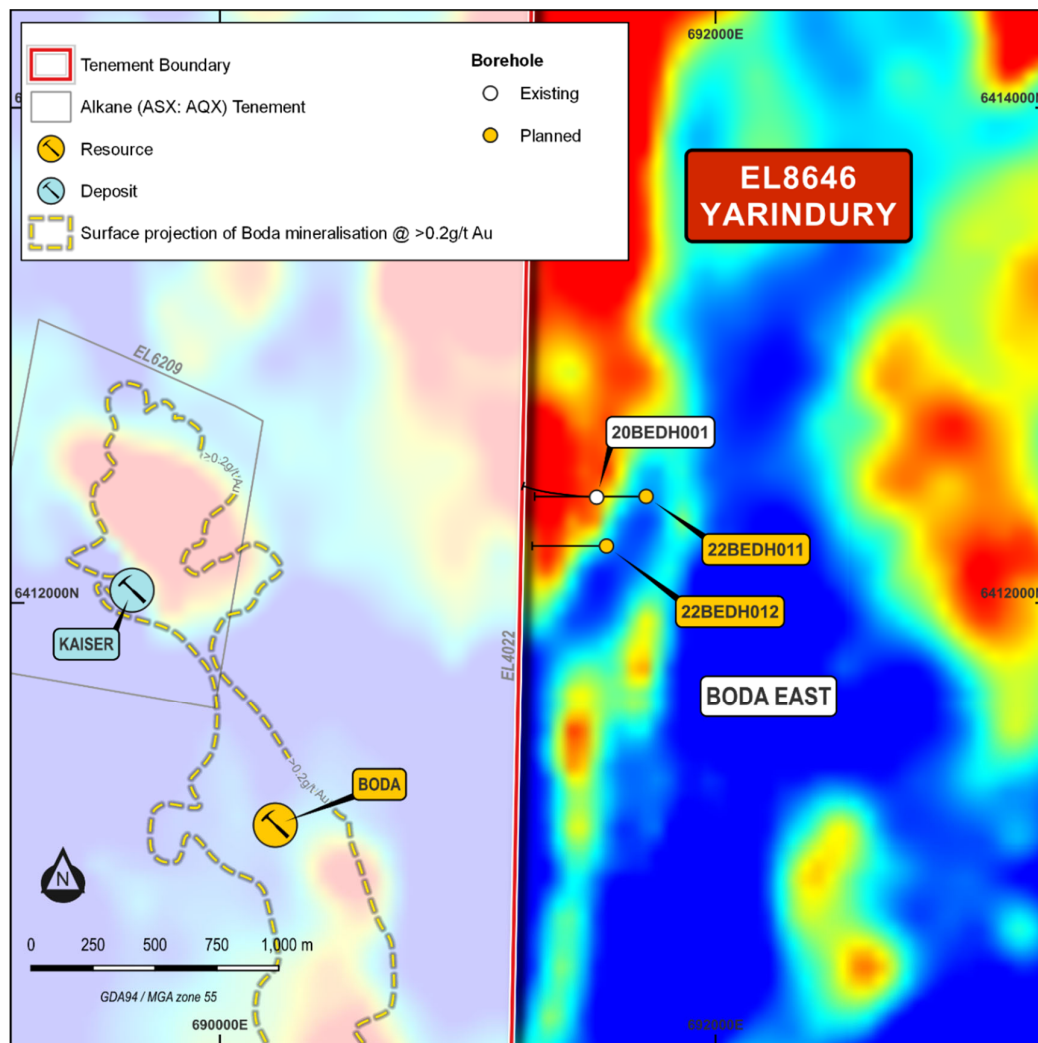 692000E
Tenement Boundary
Alkane (ASX: AQX) Tenement
Resource
Deposit
Surface projection of Boda mineralisation @ >0.2g/t Au
Borehole
Existing
Planned
6414000N
EL8646
YARINDURY
EL6209
>0.2g/t Au
20BEDH001
22BEDH011
22BEDH012
6412000N
6412000N
KAISER
EL4022
BODA EAST
>0.2g/t Au
BODA
N
0 250 500 750 1,000 m
GDA94 / MGA zone 55
690000E
692000E